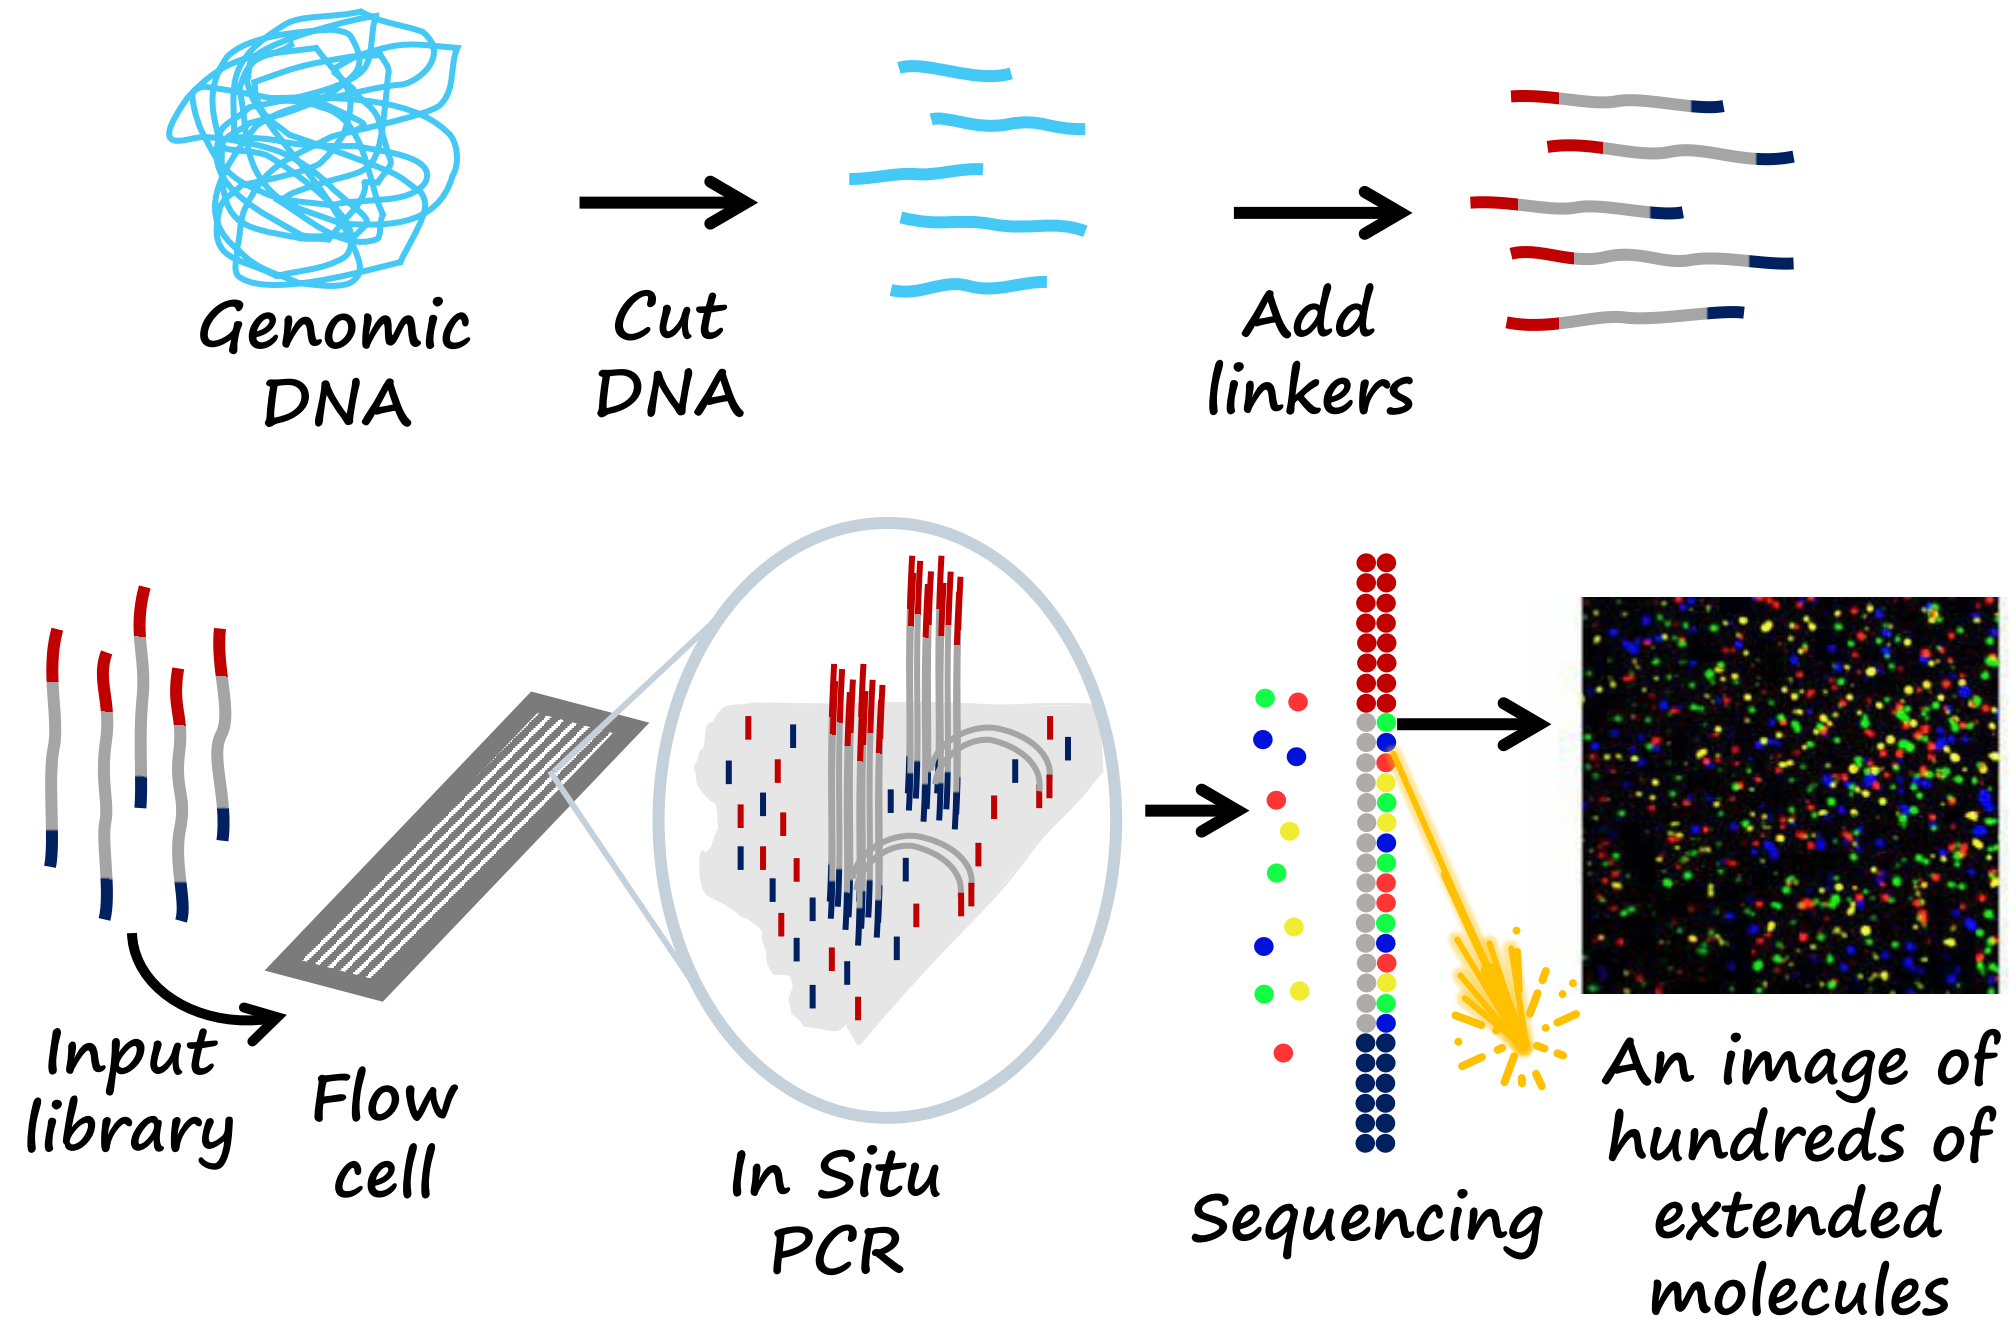 Genomic
DNA
Cut
DNA
Add
linkers
Input
library
Flow
cell
In Situ
PCR
Sequencing
An image of
hundreds of
extended
molecules